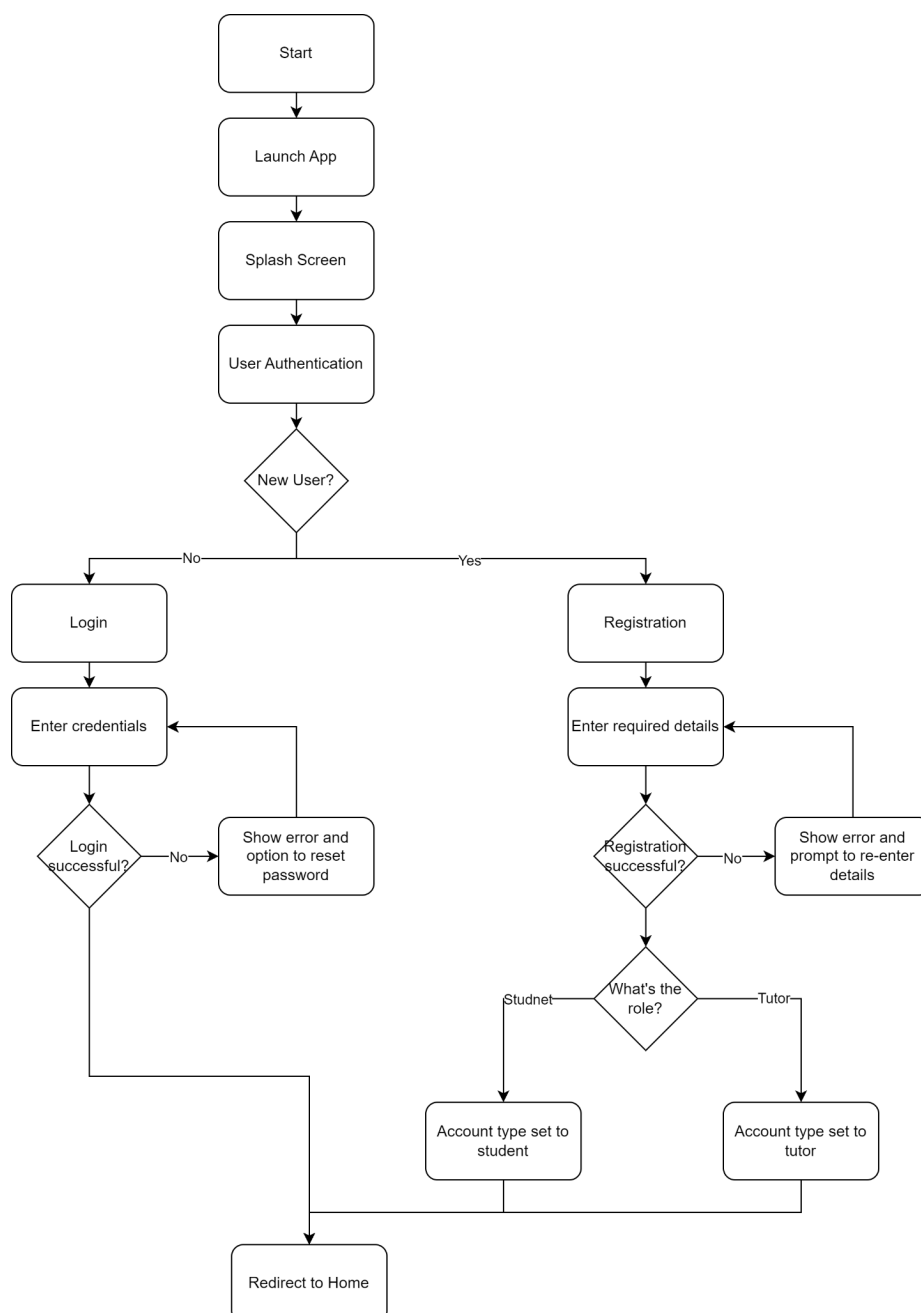 Start
Launch App
Splash Screen
User Authentication
New User?
No
Yes
Login
Registration
Enter credentials
Enter required details
Login
successful?
No
Show error and
option to reset
password
Registration
successful?
No
Show error and
prompt to re-enter
details
What's the
role?
Studnet
Tutor
Account type set to
student
Account type set to
tutor
Redirect to Home